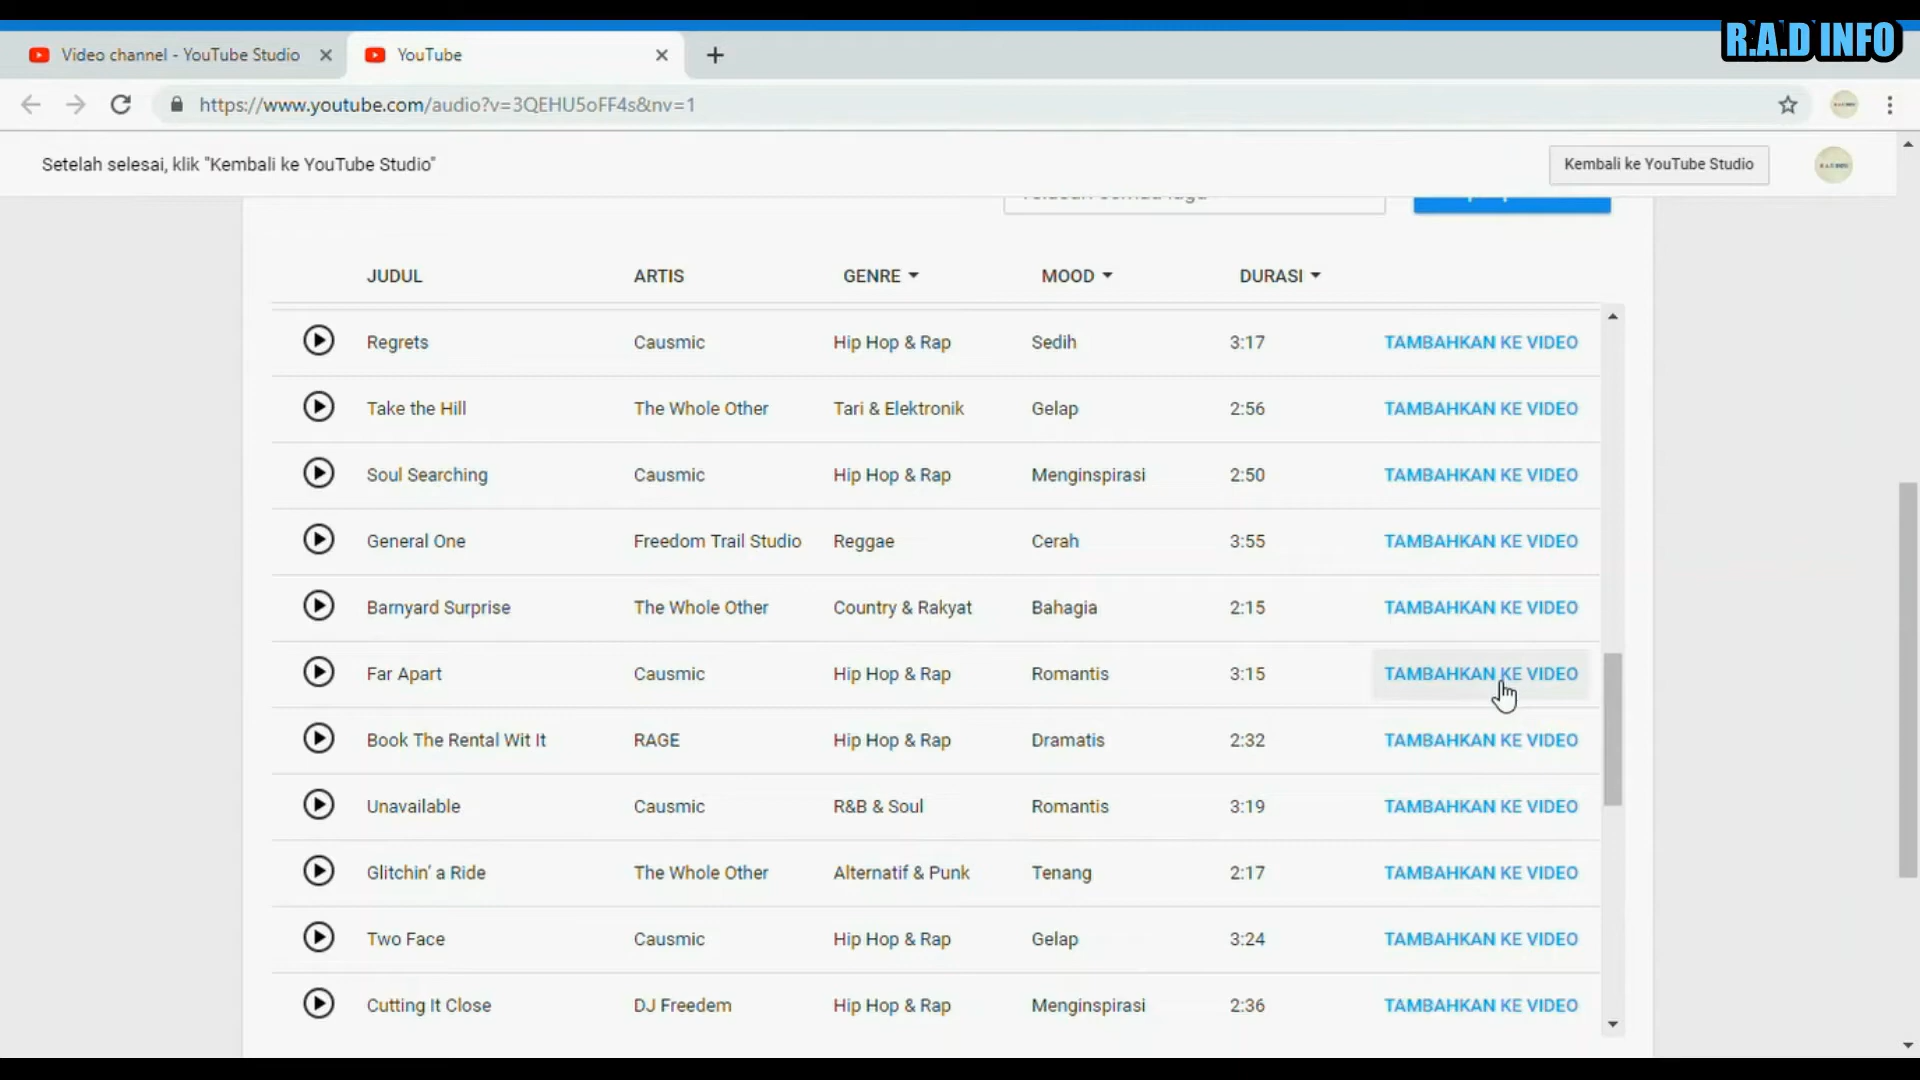 R.A.D INFO
Video channel - YouTube Studio
YouTube
https://www.youtube.com/audio?v=3QEHU5oFF4s&nv=1
Setelah selesai, klik "Kembali ke YouTube Studio"
Kembali ke YouTube Studio
JUDUL ARTIS GENRE MOOD DURASI
Regrets Causmic Hip Hop & Rap Sedih 3:17 TAMBAHKAN KE VIDEO
Take the Hill The Whole Other Tari & Elektronik Gelap 2:56 TAMBAHKAN KE VIDEO
Soul Searching Causmic Hip Hop & Rap Menginspirasi 2:50 TAMBAHKAN KE VIDEO
General One Freedom Trail Studio Reggae Cerah 3:55 TAMBAHKAN KE VIDEO
Barnyard Surprise The Whole Other Country & Rakyat Bahagia 2:15 TAMBAHKAN KE VIDEO
Far Apart Causmic Hip Hop & Rap Romantis 3:15 TAMBAHKAN KE VIDEO
Book The Rental Wit It RAGE Hip Hop & Rap Dramatis 2:32 TAMBAHKAN KE VIDEO
Unavailable Causmic R&B & Soul Romantis 3:19 TAMBAHKAN KE VIDEO
Glitchin’ a Ride The Whole Other Alternatif & Punk Tenang 2:17 TAMBAHKAN KE VIDEO
Two Face Causmic Hip Hop & Rap Gelap 3:24 TAMBAHKAN KE VIDEO
Cutting It Close DJ Freedem Hip Hop & Rap Menginspirasi 2:36 TAMBAHKAN KE VIDEO